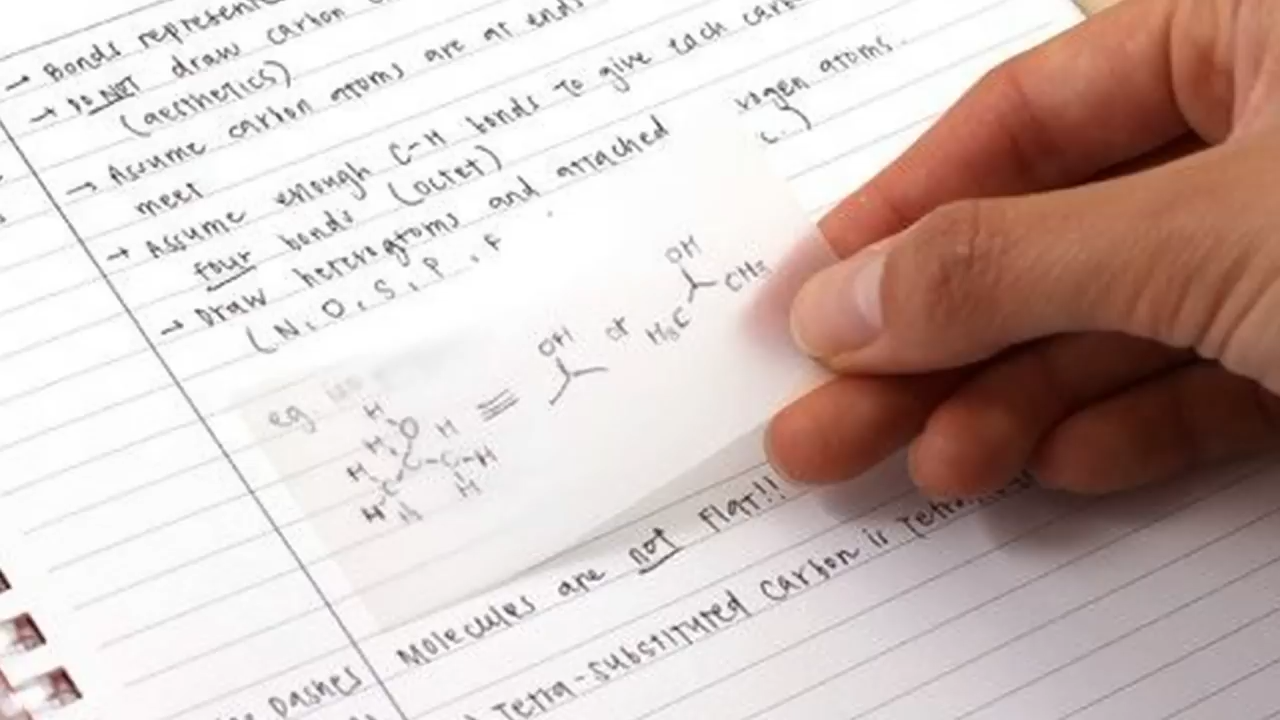 → Bonds represent
→ DO NOT draw carbon
(aesthetics)
→ Assume carbon atoms are at ends
meet
→ Assume enough C-H bonds to give each carb
four bonds (octet)
→ Draw heteroatoms and attached
rogen atoms.
(N, O, S, P, F
c.)
eg.
OH
or
OH
H₃C
CH₃
≡
H
O
H
H
H
C
C
C
H
H
H
H
Molecules are not Flat!!
Tetra-substituted carbon is tetra
Dashes